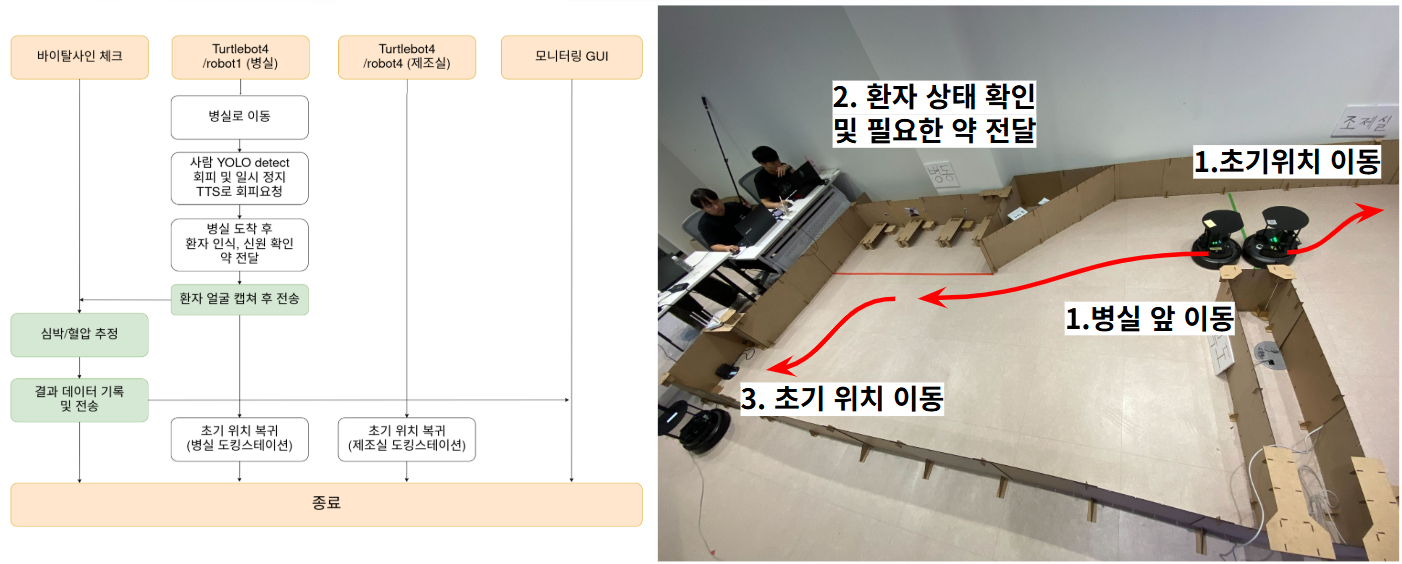 바이탈사인 체크
Turtlebot4
/robot1 (병실)
Turtlebot4
/robot4 (제조실)
모니터링 GUI
병실로 이동
사람 YOLO detect
회피 및 일시 정지
TTS로 회피요청
병실 도착 후
환자 인식, 신원 확인
약 전달
환자 얼굴 캡쳐 후 전송
심박/혈압 추정
결과 데이터 기록
및 전송
초기 위치 복귀
(병실 도킹스테이션)
초기 위치 복귀
(제조실 도킹스테이션)
종료
2. 환자 상태 확인
및 필요한 약 전달
조제실
1.초기위치 이동
병동
1.병실 앞 이동
3. 초기 위치 이동